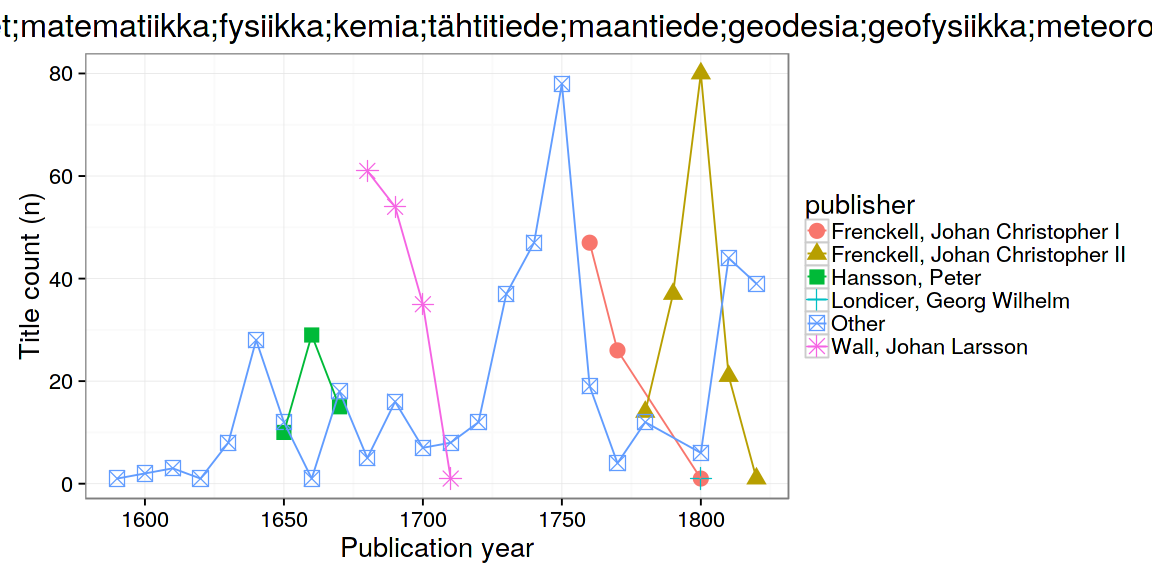 t;matematiikka;fysiikka;kemia;tähtitiede;maantiede;geodesia;geofysiikka;meteoro
80
60
40
20
0
Title count (n)
1600 1650 1700 1750 1800
Publication year
publisher
Frenckell, Johan Christopher I
Frenckell, Johan Christopher II
Hansson, Peter
Londicer, Georg Wilhelm
Other
Wall, Johan Larsson